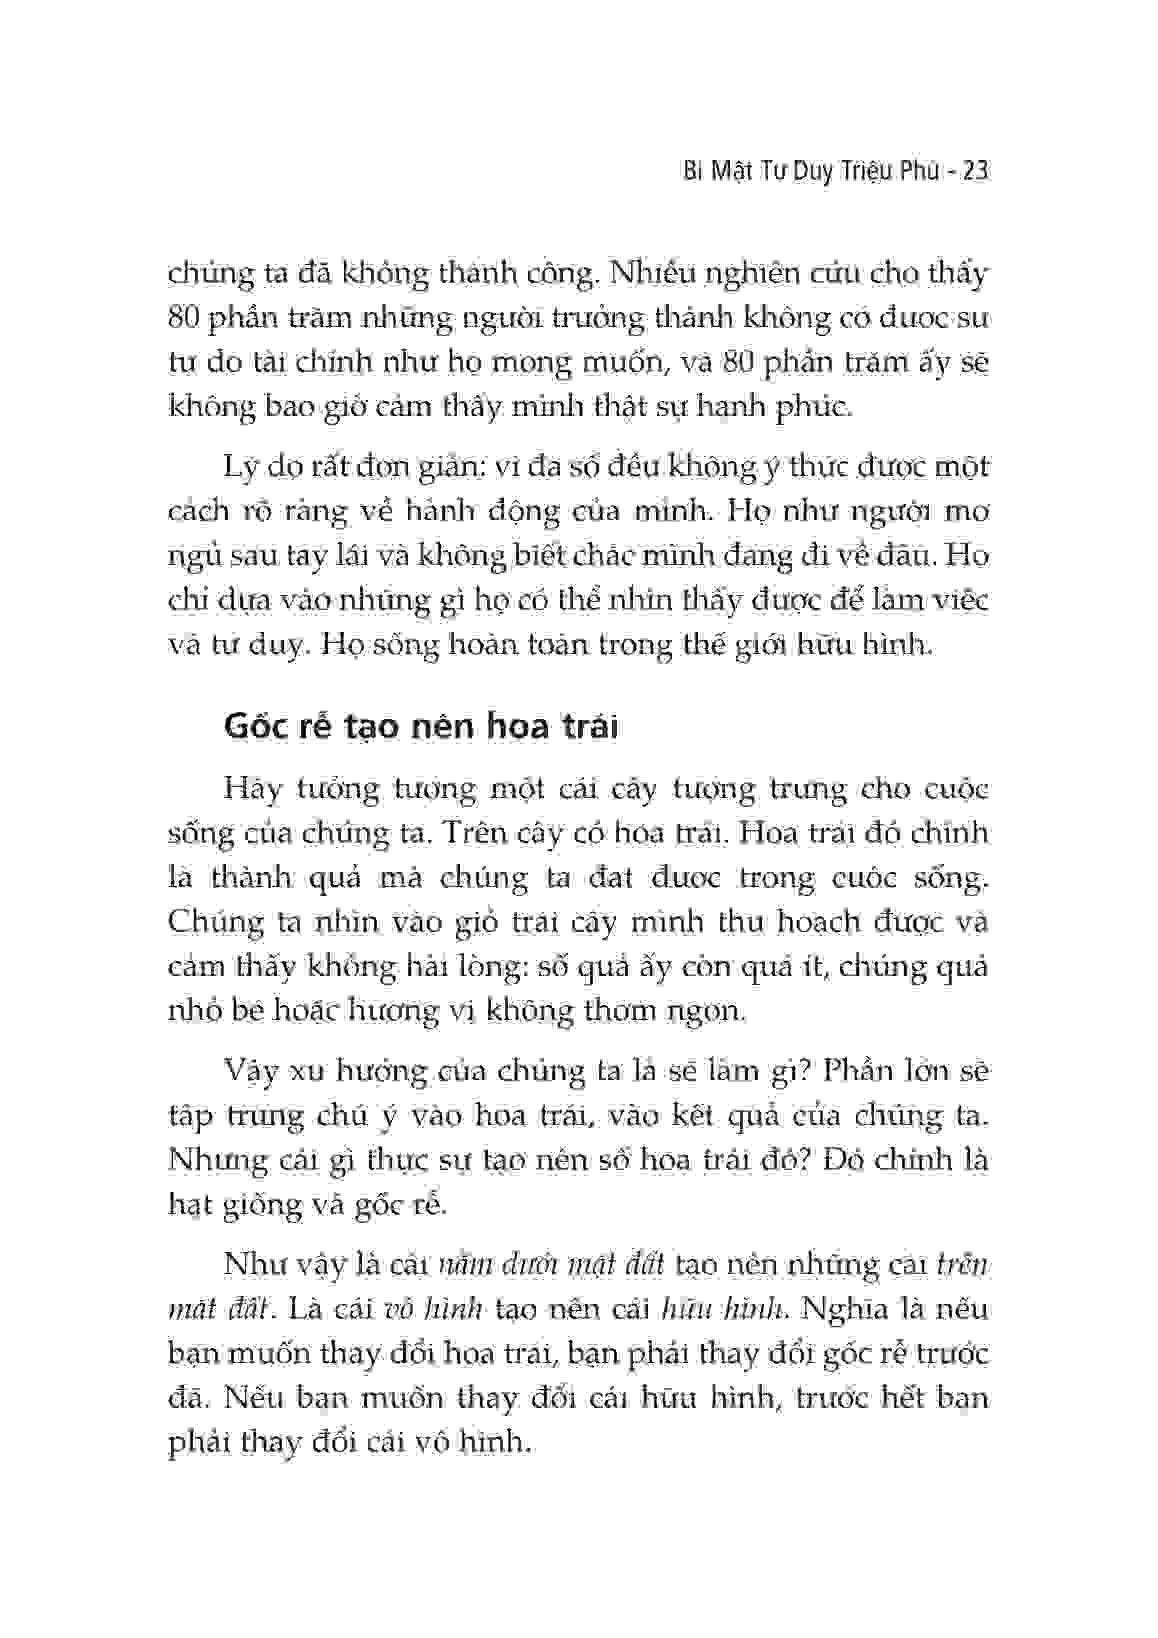 Bí Mật Tư Duy Triệu Phú - 23
chúng ta đã không thành công. Nhiều nghiên cứu cho thấy
80 phần trăm những người trưởng thành không có được sự
tự do tài chính như họ mong muốn, và 80 phần trăm ấy sẽ
không bao giờ cảm thấy mình thật sự hạnh phúc.
Lý do rất đơn giản: vì đa số đều không ý thức được một
cách rõ ràng về hành động của mình. Họ như người mơ
ngủ sau tay lái và không biết chắc mình đang đi về đâu. Họ
chỉ dựa vào những gì họ có thể nhìn thấy được để làm việc
và tư duy. Họ sống hoàn toàn trong thế giới hữu hình.
Gốc rễ tạo nên hoa trái
Hãy tưởng tượng một cái cây tượng trưng cho cuộc
sống của chúng ta. Trên cây có hoa trái. Hoa trái đó chính
là thành quả mà chúng ta đạt được trong cuộc sống.
Chúng ta nhìn vào giỏ trái cây mình thu hoạch được và
cảm thấy không hài lòng: số quả ấy còn quá ít, chúng quá
nhỏ bé hoặc hương vị không thơm ngon.
Vậy xu hướng của chúng ta là sẽ làm gì? Phần lớn sẽ
tập trung chú ý vào hoa trái, vào kết quả của chúng ta.
Nhưng cái gì thực sự tạo nên số hoa trái đó? Đó chính là
hạt giống và gốc rễ.
Như vậy là cái nằm dưới mặt đất tạo nên những cái trên
mặt đất. Là cái vô hình tạo nên cái hữu hình. Nghĩa là nếu
bạn muốn thay đổi hoa trái, bạn phải thay đổi gốc rễ trước
đã. Nếu bạn muốn thay đổi cái hữu hình, trước hết bạn
phải thay đổi cái vô hình.